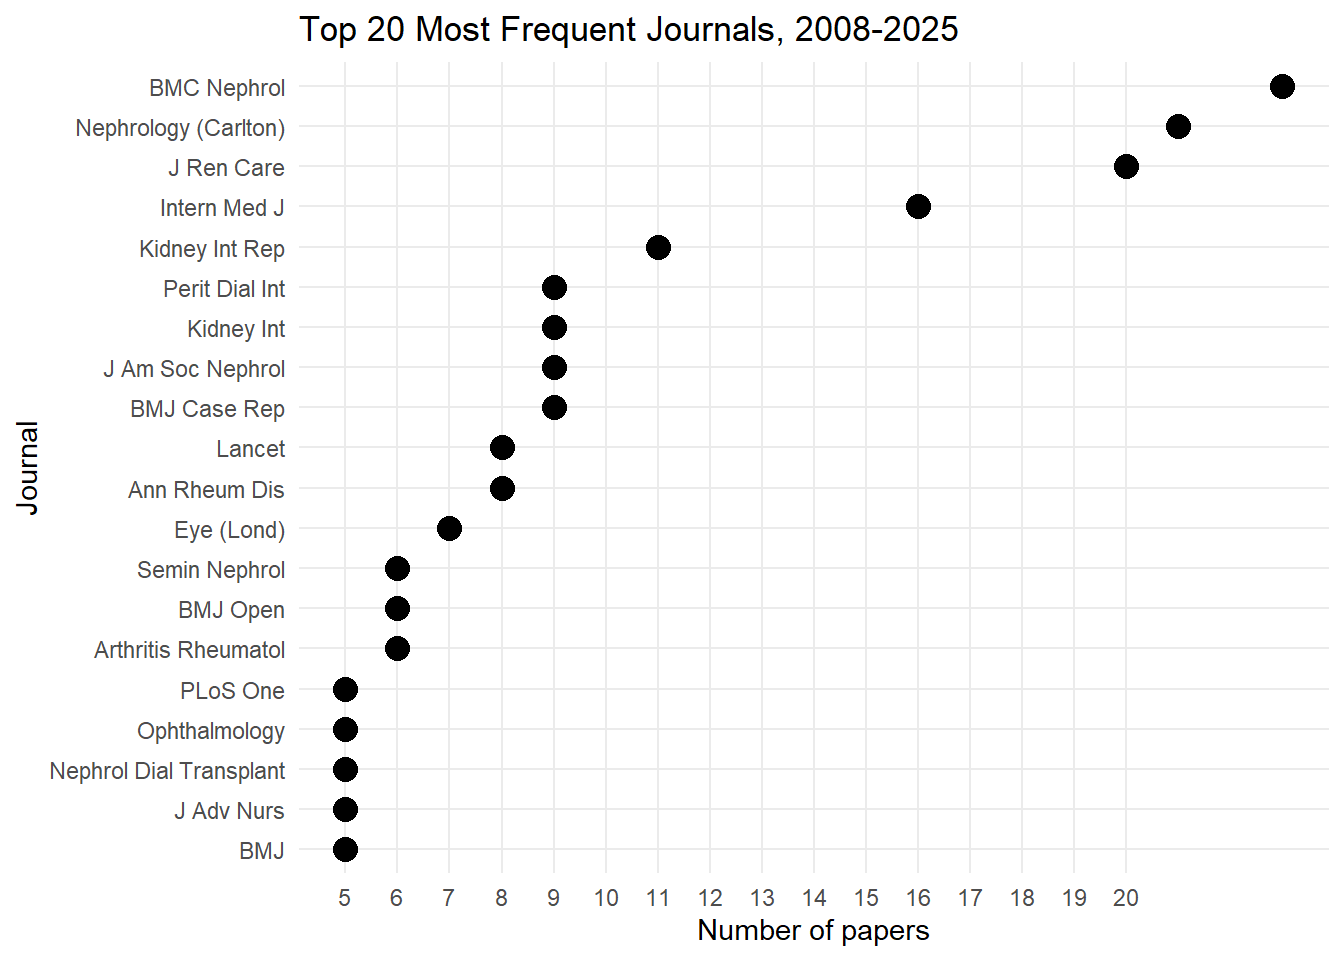 Top 20 Most Frequent Journals, 2008-2025
BMC Nephrol
Nephrology (Carlton)
J Ren Care
Intern Med J
Kidney Int Rep
Perit Dial Int
Kidney Int
J Am Soc Nephrol
BMJ Case Rep
Lancet
Ann Rheum Dis
Eye (Lond)
Semin Nephrol
BMJ Open
Arthritis Rheumatol
PLoS One
Ophthalmology
Nephrol Dial Transplant
J Adv Nurs
BMJ
Journal
5 6 7 8 9 10 11 12 13 14 15 16 17 18 19 20
Number of papers